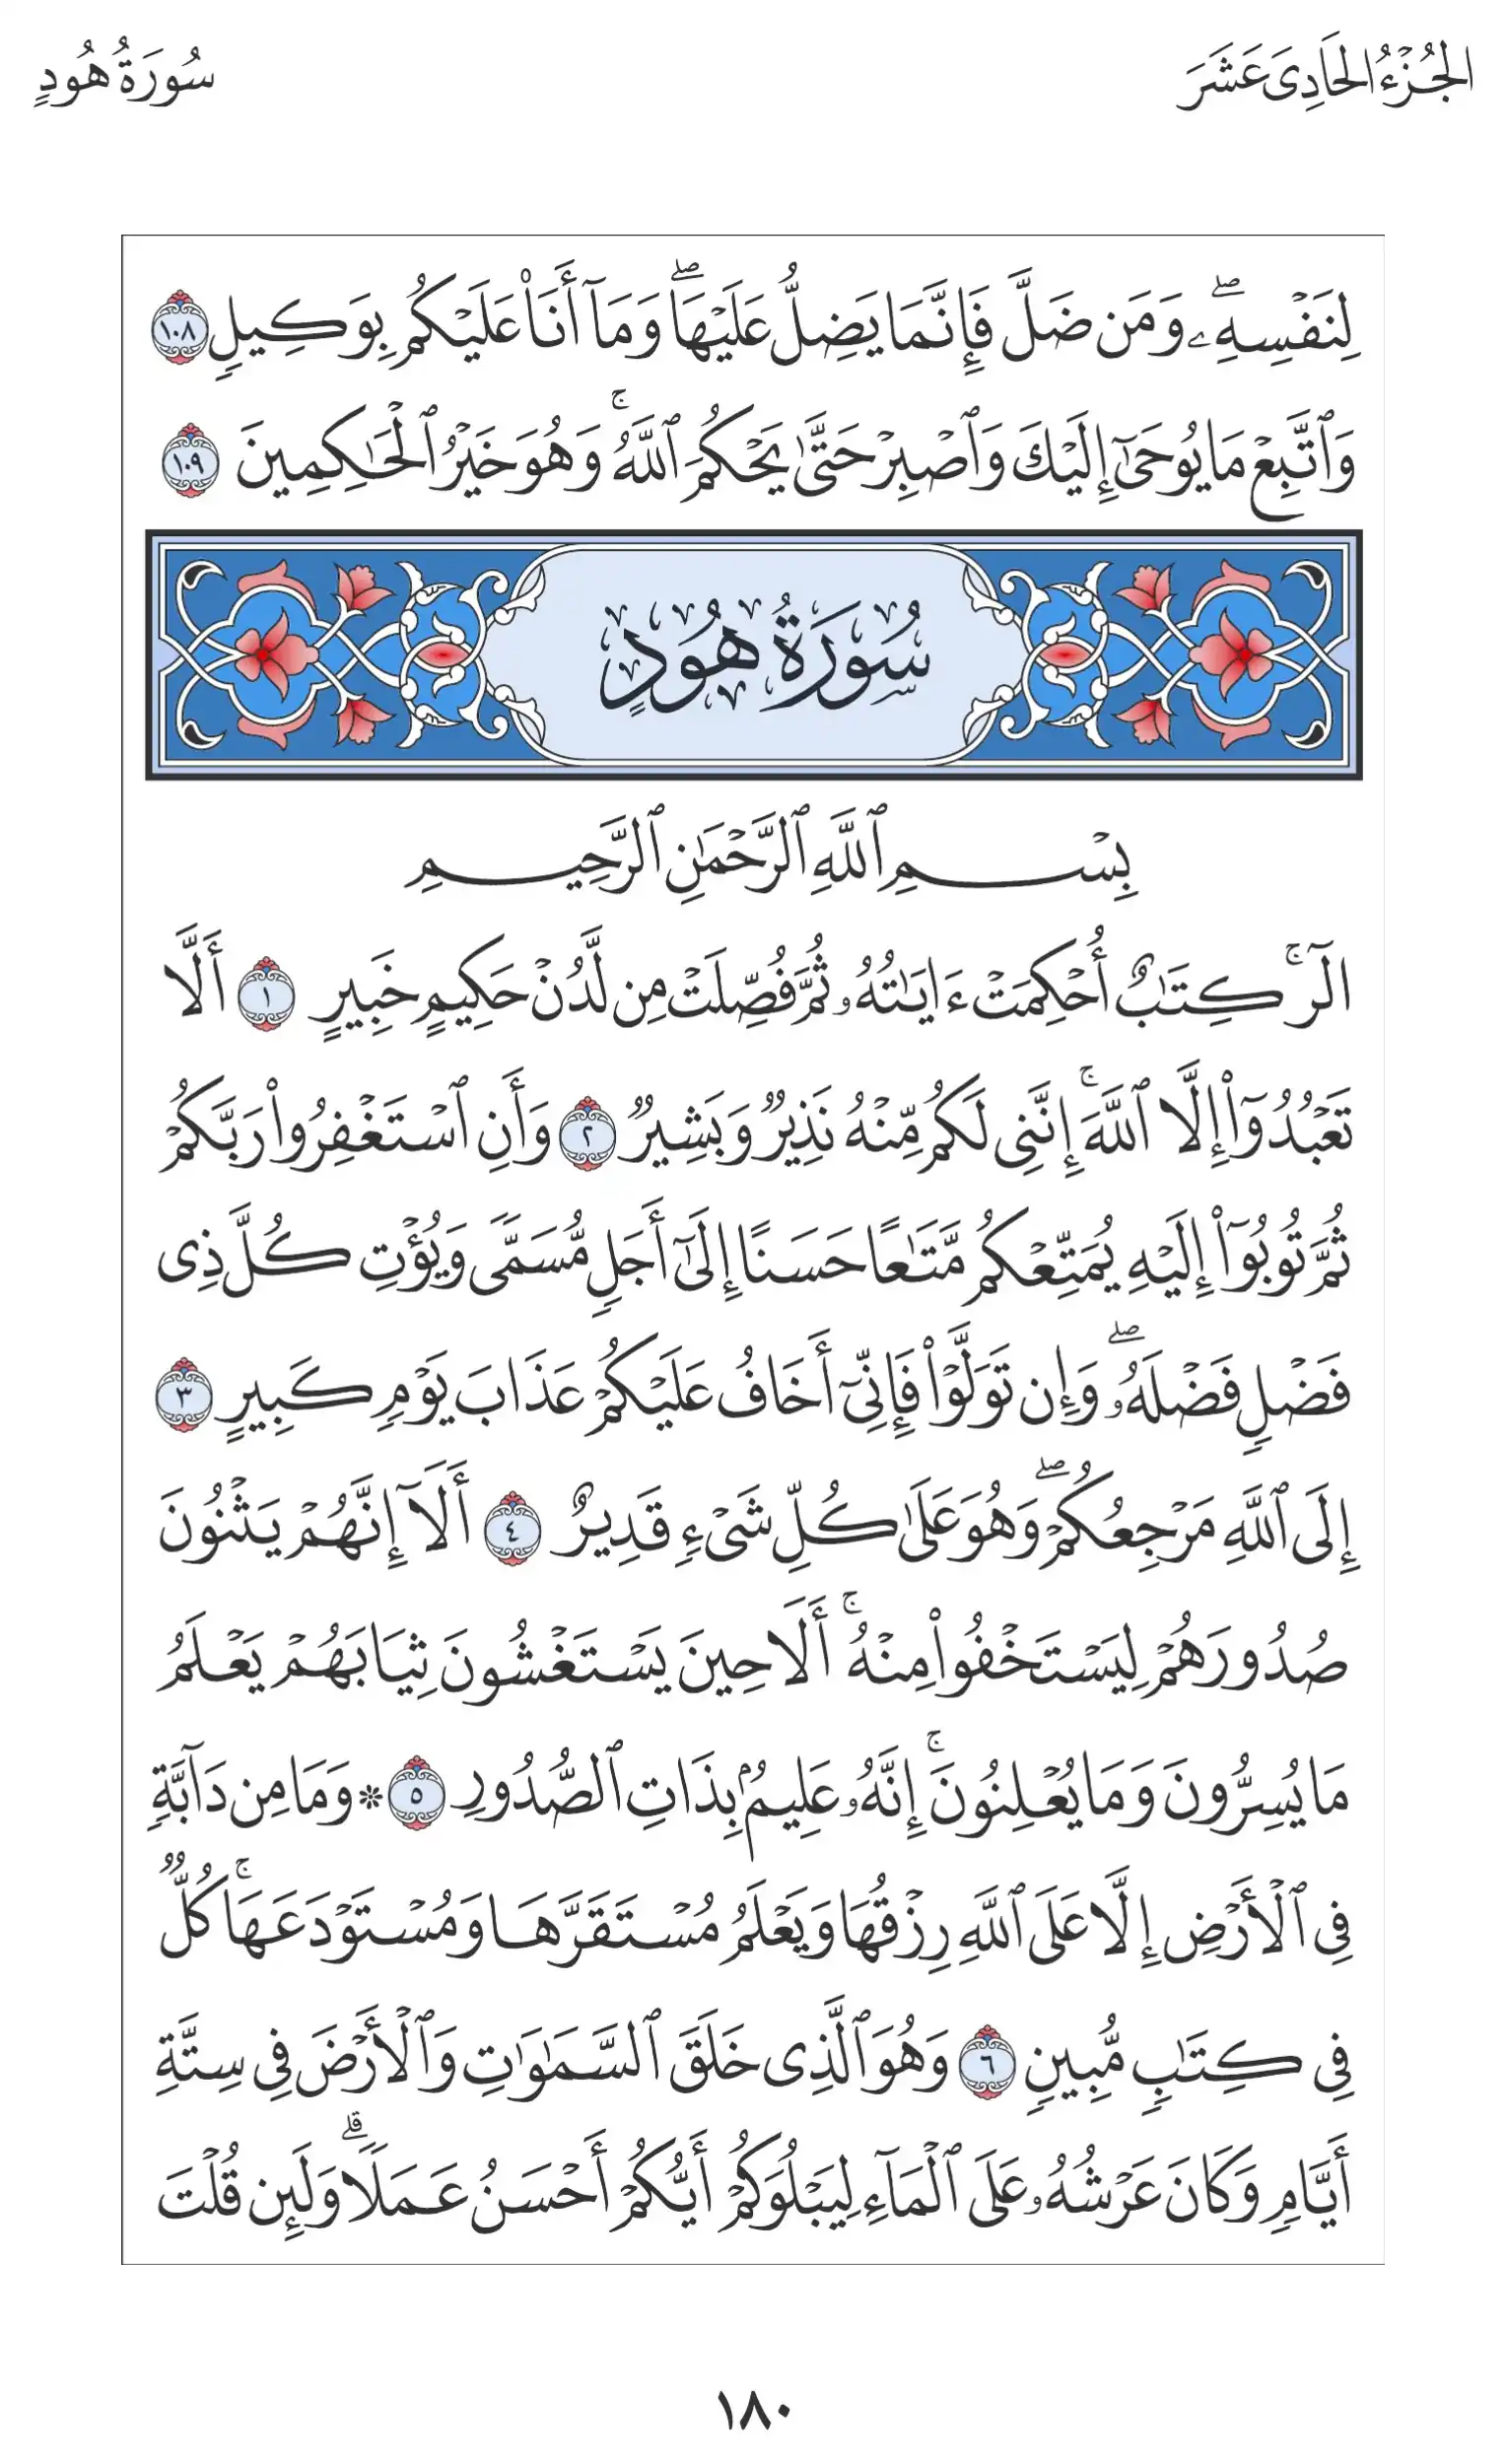 الجُزْءُ الحَادِىَ عَشَرَ
سُورَةُ هُودٍ
لِنَفْسِهِۦۖ وَمَن ضَلَّ فَإِنَّمَا يَضِلُّ عَلَيْهَاۖ وَمَآ أَنَا۠ عَلَيْكُم بِوَكِيلٍ ١٠٨
وَٱتَّبِعْ مَا يُوحَىٰٓ إِلَيْكَ وَٱصْبِرْ حَتَّىٰ يَحْكُمَ ٱللَّهُۚ وَهُوَ خَيْرُ ٱلْحَٰكِمِينَ ١٠٩
سُورَةُ هُودٍ
بِسْمِ ٱللَّهِ ٱلرَّحْمَٰنِ ٱلرَّحِيمِ
الٓرۚ كِتَٰبٌ أُحْكِمَتْ ءَايَٰتُهُۥ ثُمَّ فُصِّلَتْ مِن لَّدُنْ حَكِيمٍ خَبِيرٍ ١ أَلَّا
تَعْبُدُوٓا۟ إِلَّا ٱللَّهَۚ إِنَّنِى لَكُم مِّنْهُ نَذِيرٌ وَبَشِيرٌ ٢ وَأَنِ ٱسْتَغْفِرُوا۟ رَبَّكُمْ
ثُمَّ تُوبُوٓا۟ إِلَيْهِ يُمَتِّعْكُم مَّتَٰعًا حَسَنًا إِلَىٰٓ أَجَلٍ مُّسَمًّى وَيُؤْتِ كُلَّ ذِى
فَضْلٍ فَضْلَهُۥۖ وَإِن تَوَلَّوْا۟ فَإِنِّىٓ أَخَافُ عَلَيْكُمْ عَذَابَ يَوْمٍ كَبِيرٍ ٣
إِلَى ٱللَّهِ مَرْجِعُكُمْۖ وَهُوَ عَلَىٰ كُلِّ شَىْءٍ قَدِيرٌ ٤ أَلَآ إِنَّهُمْ يَثْنُونَ
صُدُورَهُمْ لِيَسْتَخْفُوا۟ مِنْهُۚ أَلَا حِينَ يَسْتَغْشُونَ ثِيَابَهُمْ يَعْلَمُ
مَا يُسِرُّونَ وَمَا يُعْلِنُونَۚ إِنَّهُۥ عَلِيمٌۢ بِذَاتِ ٱلصُّدُورِ ٥ * وَمَا مِن دَآبَّةٍ
فِى ٱلْأَرْضِ إِلَّا عَلَى ٱللَّهِ رِزْقُهَا وَيَعْلَمُ مُسْتَقَرَّهَا وَمُسْتَوْدَعَهَاۚ كُلٌّ
فِى كِتَٰبٍ مُّبِينٍ ٦ وَهُوَ ٱلَّذِى خَلَقَ ٱلسَّمَٰوَٰتِ وَٱلْأَرْضَ فِى سِتَّةِ
أَيَّامٍ وَكَانَ عَرْشُهُۥ عَلَى ٱلْمَآءِ لِيَبْلُوَكُمْ أَيُّكُمْ أَحْسَنُ عَمَلًاۗ وَلَئِن قُلْتَ
١٨٠